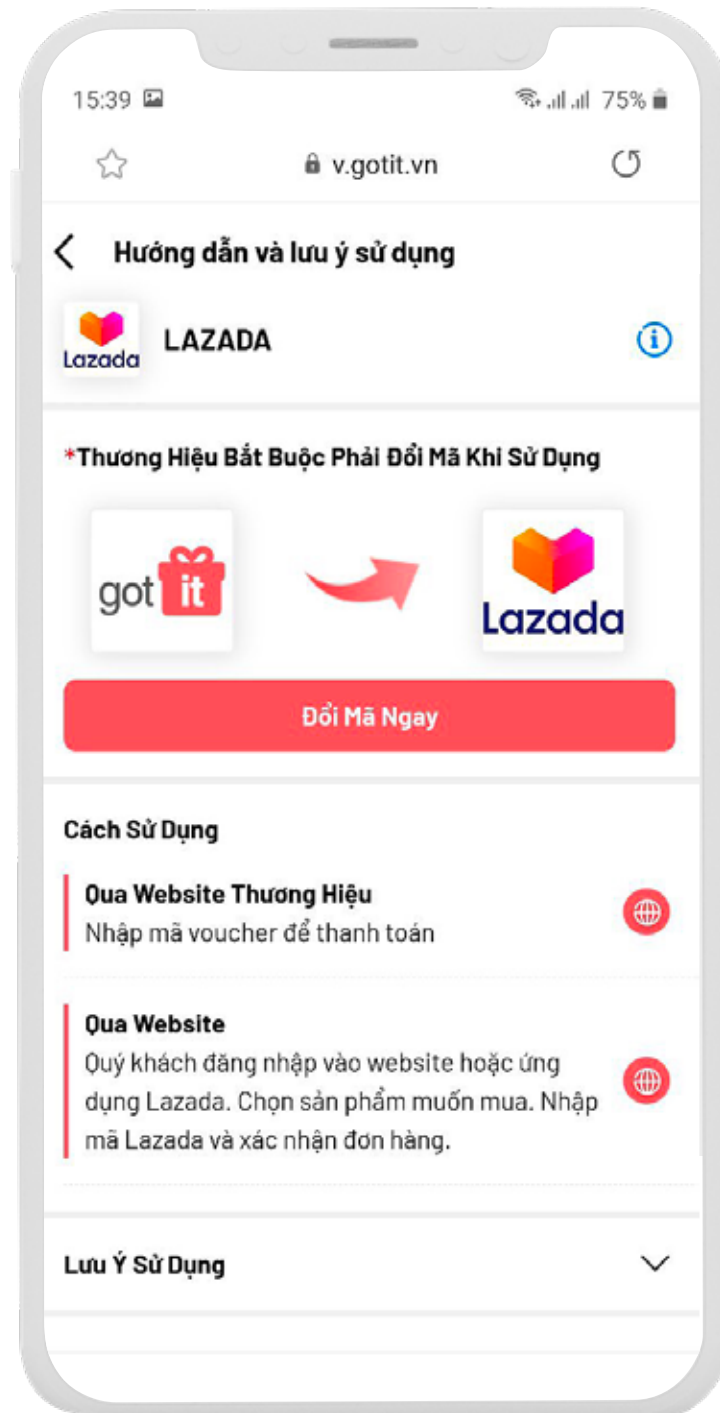 15:39 75%
v.gotit.vn
Hướng dẫn và lưu ý sử dụng
Lazada LAZADA
*Thương Hiệu Bắt Buộc Phải Đổi Mã Khi Sử Dụng
got it Lazada
Đổi Mã Ngay
Cách Sử Dụng
Qua Website Thương Hiệu
Nhập mã voucher để thanh toán
Qua Website
Quý khách đăng nhập vào website hoặc ứng
dụng Lazada. Chọn sản phẩm muốn mua. Nhập
mã Lazada và xác nhận đơn hàng.
Lưu Ý Sử Dụng